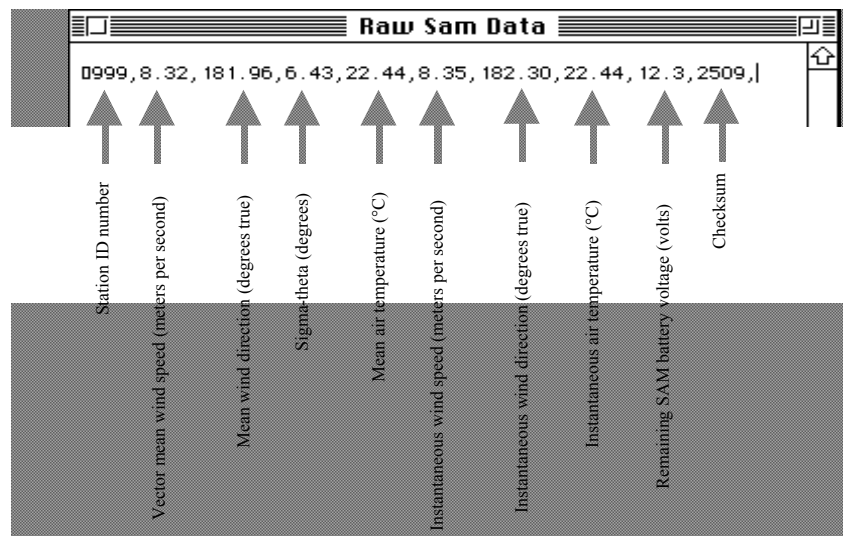 Raw Sam Data
0999,8.32,181.96,6.43,22.44,8.35,182.30,22.44,12.3,2509,
Station ID number
Vector mean wind speed (meters per second)
Mean wind direction (degrees true)
Sigma-theta (degrees)
Mean air temperature (°C)
Instantaneous wind speed (meters per second)
Instantaneous wind direction (degrees true)
Instantaneous air temperature (°C)
Remaining SAM battery voltage (volts)
Checksum